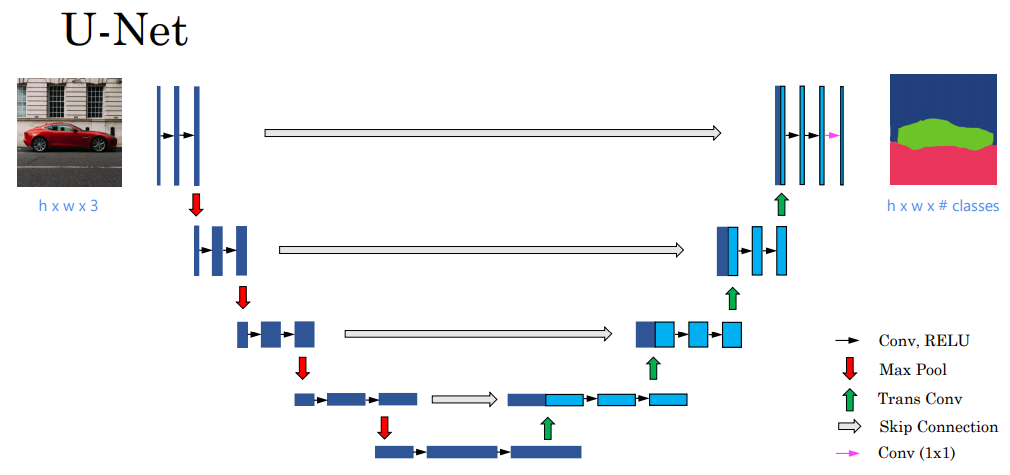 U-Net
h x w x 3
h x w x # classes
Conv, RELU
Max Pool
Trans Conv
Skip Connection
Conv (1x1)